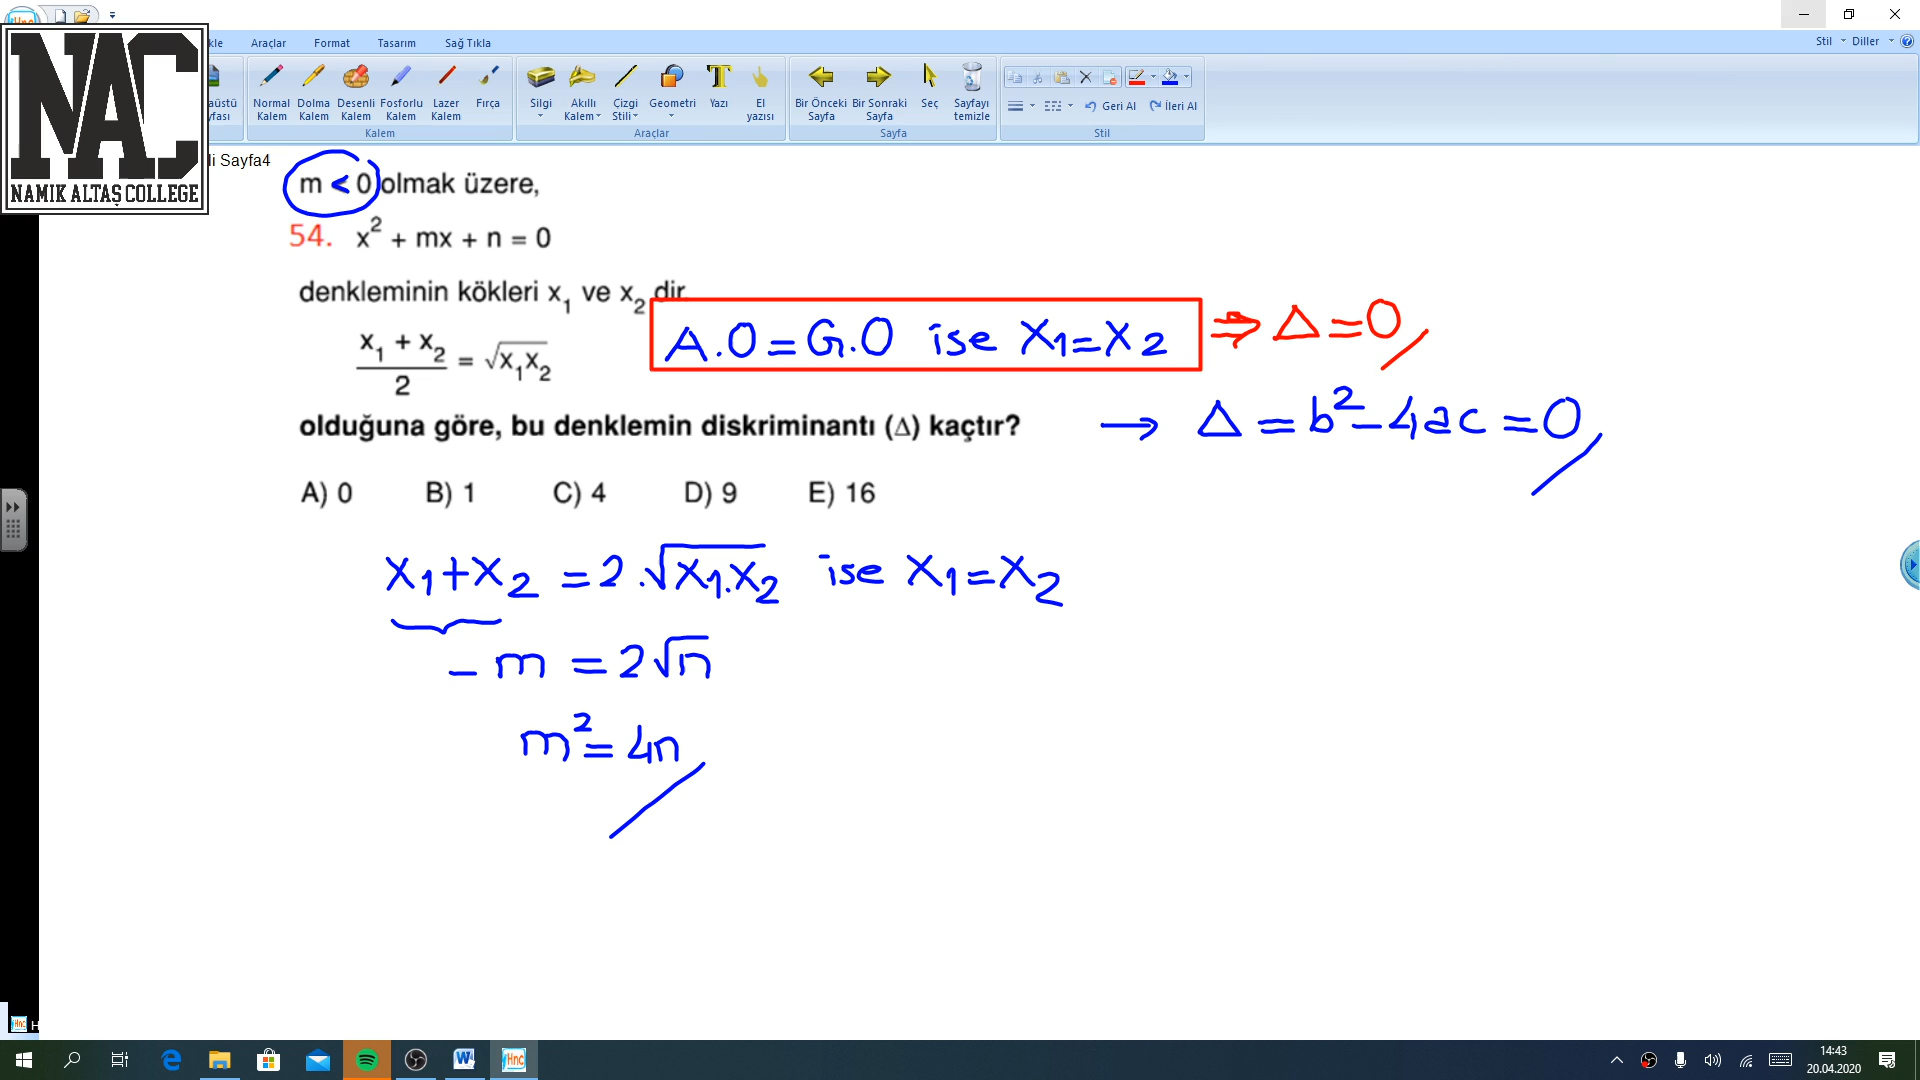 kle Araçlar Format Tasarım Sağ Tıkla
Stil Diller
Normal Kalem
Dolma Kalem
Desenli Kalem
Fosforlu Kalem
Lazer Kalem
Fırça
Kalem
Silgi
Akıllı Kalem
Çizgi Stili
Geometri
Yazı
El yazısı
Araçlar
Bir Önceki Sayfa
Bir Sonraki Sayfa
Seç
Sayfayı temizle
Sayfa
Geri Al
İleri Al
Stil
NAC
NAMIK ALTAŞ COLLEGE
li Sayfa4
m < 0 olmak üzere,
54. x² + mx + n = 0
denkleminin kökleri x₁ ve x₂ dir.
(x₁ + x₂)/2 = √x₁x₂
A.O = G.O ise x₁ = x₂ ⇒ Δ = 0
olduğuna göre, bu denklemin diskriminantı (Δ) kaçtır?
→ Δ = b² - 4ac = 0
A) 0 B) 1 C) 4 D) 9 E) 16
x₁ + x₂ = 2.√x₁.x₂ ise x₁ = x₂
-m = 2√n
m² = 4n
Hnc
14:43
20.04.2020